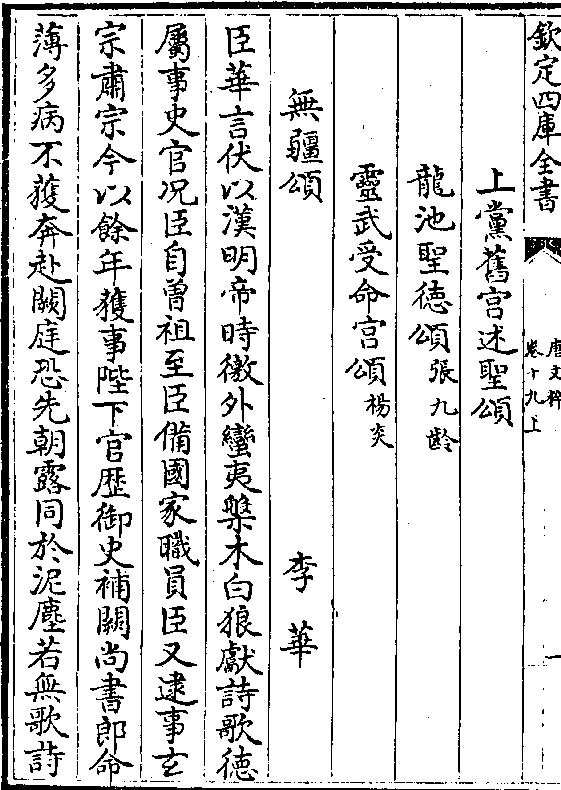 欽定四庫全書
唐文粹
卷十九上
一
上黨舊宫述聖頌
龍池聖德頌張九齡
靈武受命宫頌楊炎
無疆頌 李華
臣華言伏以漢明帝時徼外蠻夷槃木白狼獻詩歌德
屬事史官况臣自曾祖至臣備國家職員臣又逮事玄
宗肅宗今以餘年獲事陛下官歴御史補闕尚書郎命
薄多病不獲奔赴闕庭恐先朝露同於泥塵若無歌詩